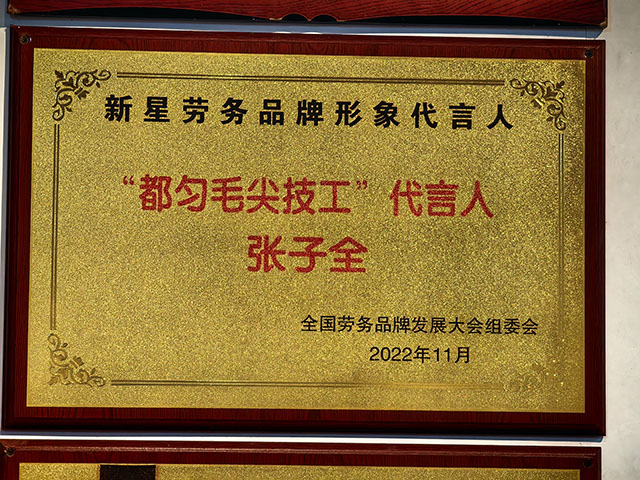 新星劳务品牌形象代言人
“都匀毛尖技工”代言人
张子全
全国劳务品牌发展大会组委会
2022年11月